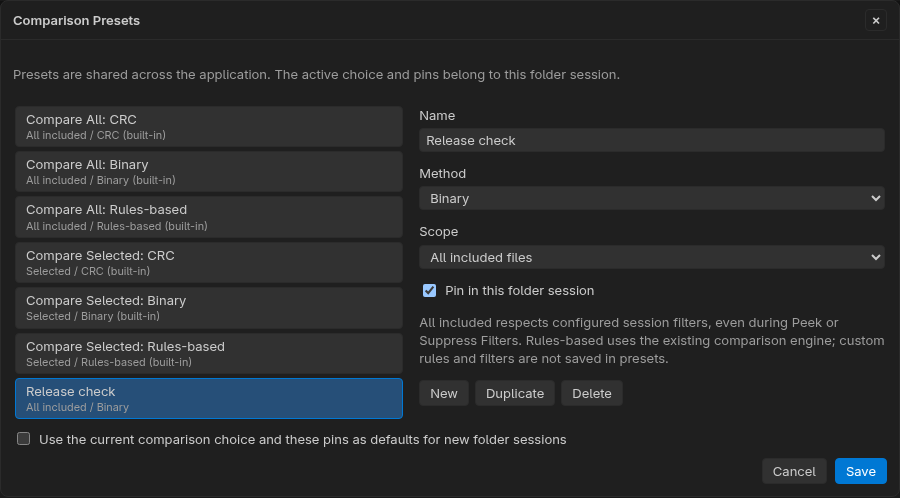 Comparison Presets
×
Presets are shared across the application. The active choice and pins belong to this folder session.
Compare All: CRC
All included / CRC (built-in)
Compare All: Binary
All included / Binary (built-in)
Compare All: Rules-based
All included / Rules-based (built-in)
Compare Selected: CRC
Selected / CRC (built-in)
Compare Selected: Binary
Selected / Binary (built-in)
Compare Selected: Rules-based
Selected / Rules-based (built-in)
Release check
All included / Binary
Name
Release check
Method
Binary
Scope
All included files
Pin in this folder session
All included respects configured session filters, even during Peek or
Suppress Filters. Rules-based uses the existing comparison engine; custom
rules and filters are not saved in presets.
New
Duplicate
Delete
Use the current comparison choice and these pins as defaults for new folder sessions
Cancel
Save